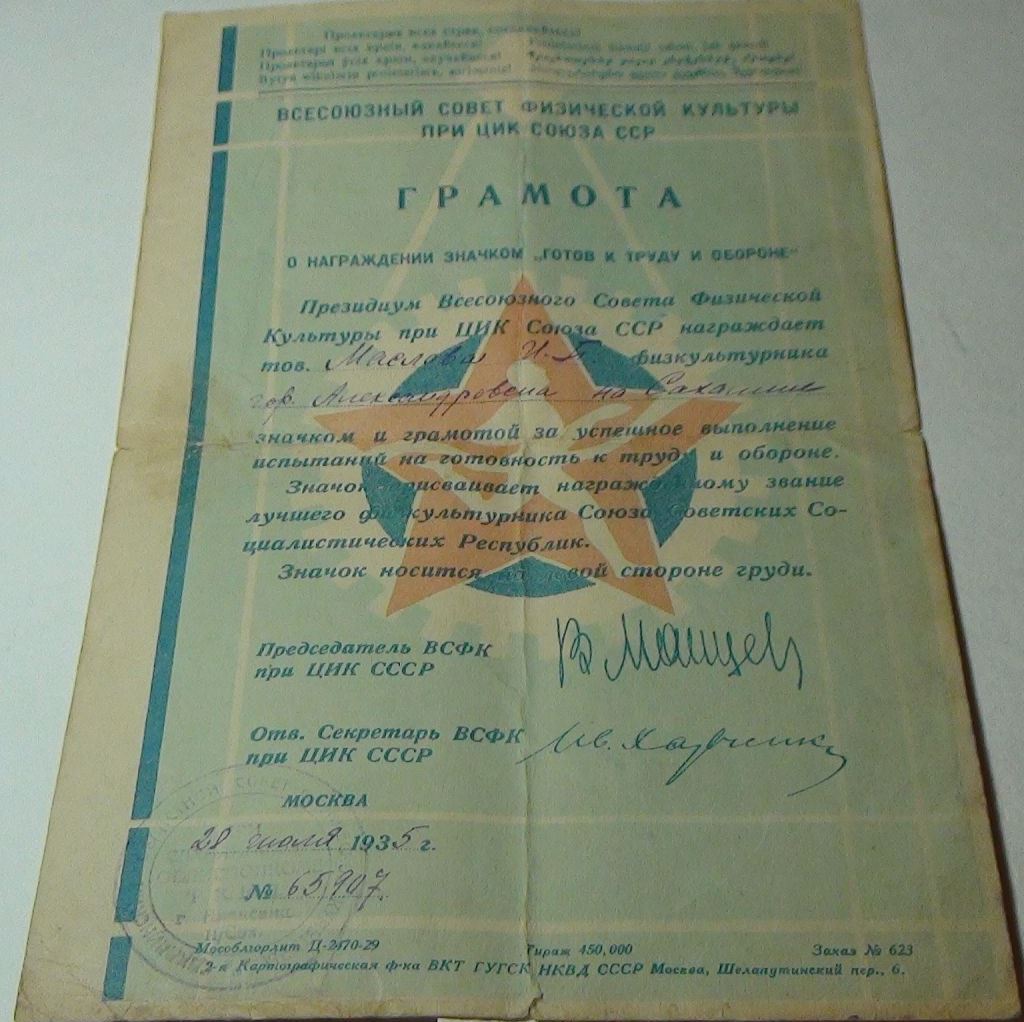 Пролетарии всех стран, соединяйтесь!
ВСЕСОЮЗНЫЙ СОВЕТ ФИЗИЧЕСКОЙ КУЛЬТУРЫ
ПРИ ЦИК СОЮЗА ССР
ГРАМОТА
О НАГРАЖДЕНИИ ЗНАЧКОМ „ГОТОВ К ТРУДУ И ОБОРОНЕ“
Президиум Всесоюзного Совета Физической
Культуры при ЦИК Союза ССР награждает
тов. Маслова И. П. физкультурника
гор. Александровска на Сахалине
значком и грамотой за успешное выполнение
испытаний на готовность к труду и обороне.
Значок присваивает награжденному звание
лучшего физкультурника Союза Советских Со-
циалистических Республик.
Значок носится на левой стороне груди.
Председатель ВСФК
при ЦИК СССР
В Манцев
Отв. Секретарь ВСФК
при ЦИК СССР
Ив. Харченко
МОСКВА
28 июля 1935 г.
№ 65907
Мособлгорлит Д-2470-29 Тираж 450,000 Заказ № 623
2-я Картографическая ф-ка ВКТ ГУГСК НКВД СССР Москва, Шелапутинский пер., 6.